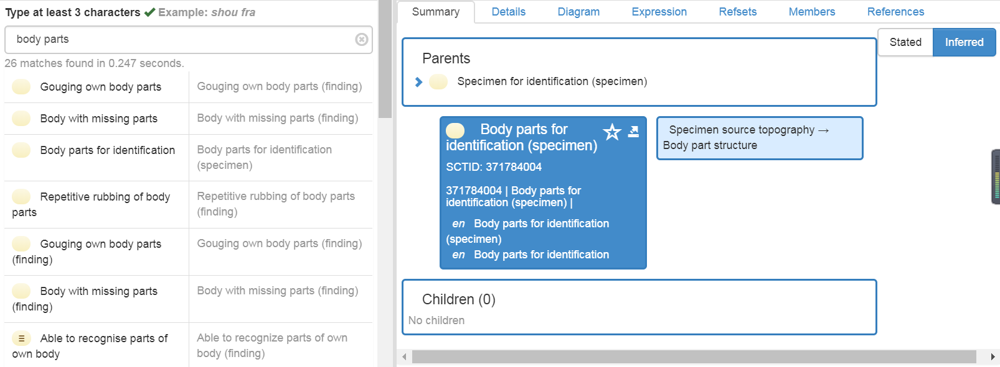 Type at least 3 characters ✔ Example: shou fra
body parts
26 matches found in 0.247 seconds.
Gouging own body parts
Gouging own body parts (finding)
Body with missing parts
Body with missing parts (finding)
Body parts for identification
Body parts for identification
(specimen)
Repetitive rubbing of body
parts
Repetitive rubbing of body parts
(finding)
Gouging own body parts
(finding)
Gouging own body parts (finding)
Body with missing parts
(finding)
Body with missing parts (finding)
Able to recognise parts of
own body
Able to recognize parts of own
body (finding)
Summary
Details
Diagram
Expression
Refsets
Members
References
Stated
Inferred
Parents
Specimen for identification (specimen)
Body parts for
identification (specimen)
SCTID: 371784004
371784004 | Body parts for
identification (specimen) |
en Body parts for identification
(specimen)
en Body parts for identification
Specimen source topography →
Body part structure
Children (0)
No children